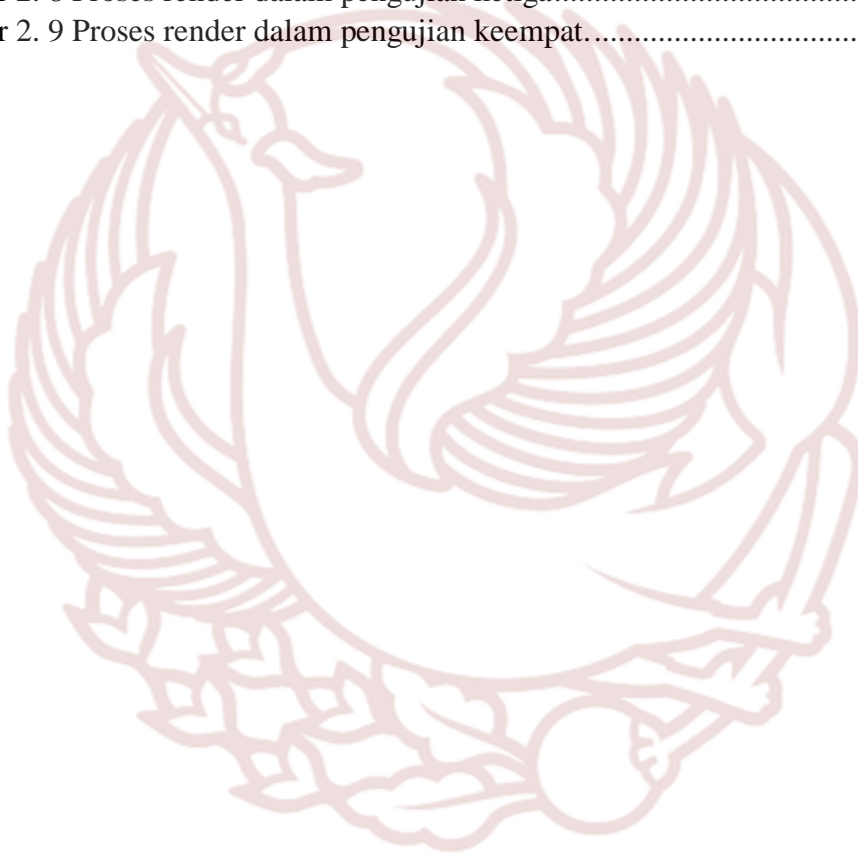 2. 8 Proses render dalam pengujian ketiga...............................................
r 2. 9 Proses render dalam pengujian keempat...........................................